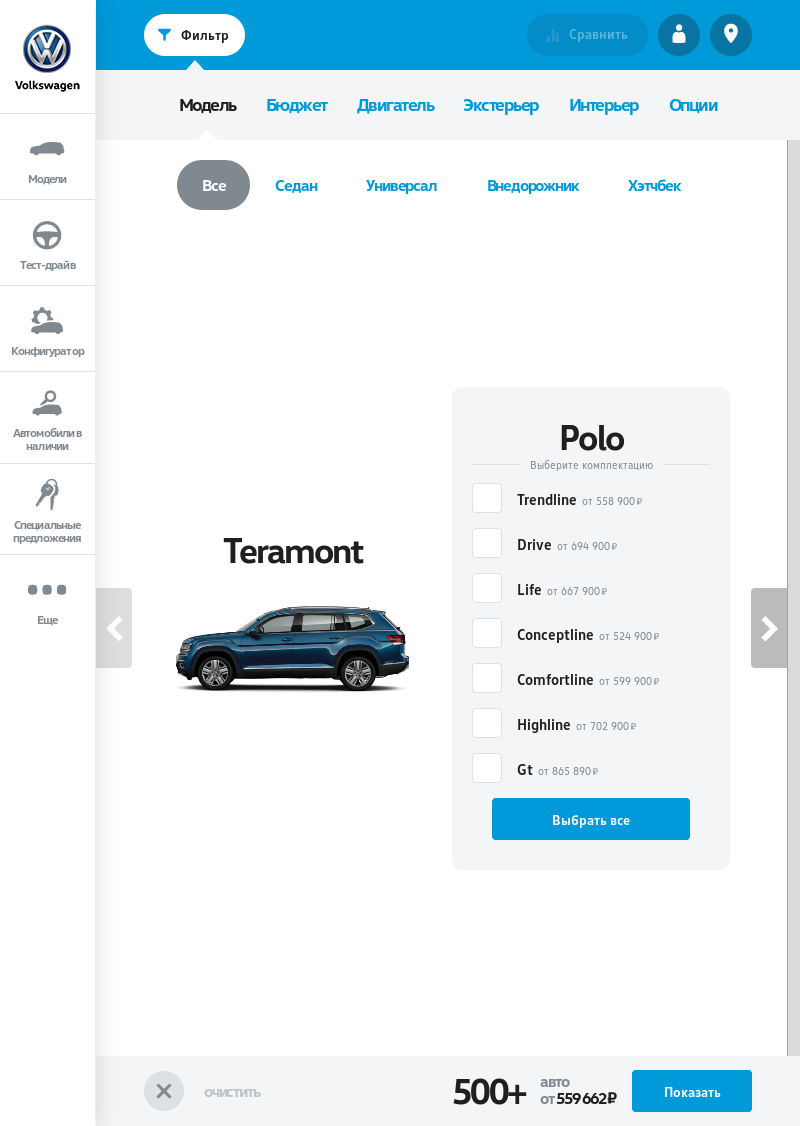 Volkswagen
Модели
Тест-драйв
Конфигуратор
Автомобили в
наличии
Специальные
предложения
Еще
Фильтр
Сравнить
Модель
Бюджет
Двигатель
Экстерьер
Интерьер
Опции
Все
Седан
Универсал
Внедорожник
Хэтчбек
Teramont
Polo
Выберите комплектацию
Trendline от 558 900 ₽
Drive от 694 900 ₽
Life от 667 900 ₽
Conceptline от 524 900 ₽
Comfortline от 599 900 ₽
Highline от 702 900 ₽
Gt от 865 890 ₽
Выбрать все
ОЧИСТИТЬ
500+
авто
от 559 662 ₽
Показать